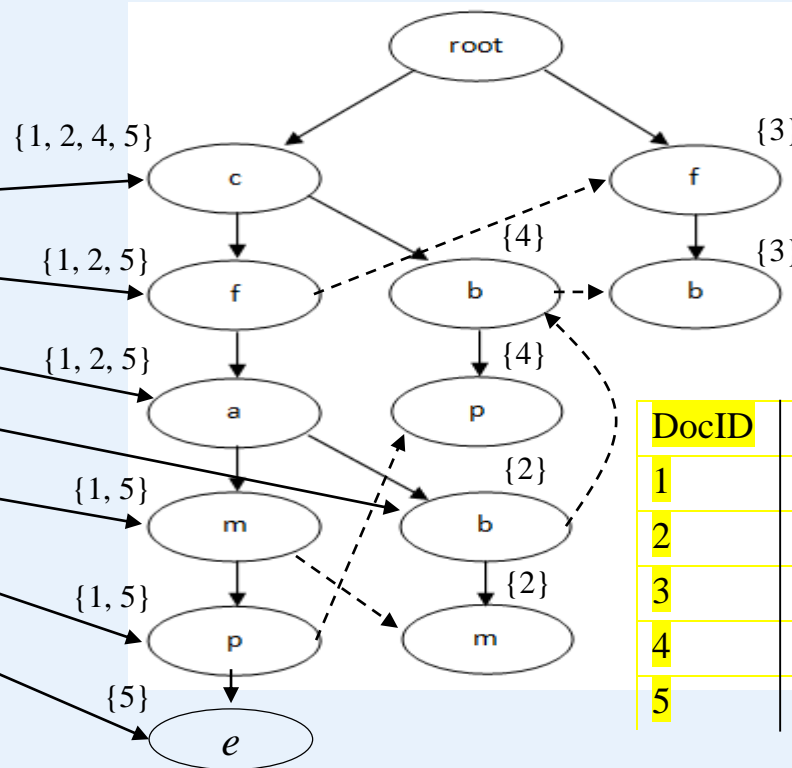 root
{1, 2, 4, 5}
c
{3}
f
{1, 2, 5}
f
{4}
b
{3}
b
{1, 2, 5}
a
{4}
p
{1, 5}
m
{2}
b
{1, 5}
p
{2}
m
{5}
e
DocID
1
2
3
4
5